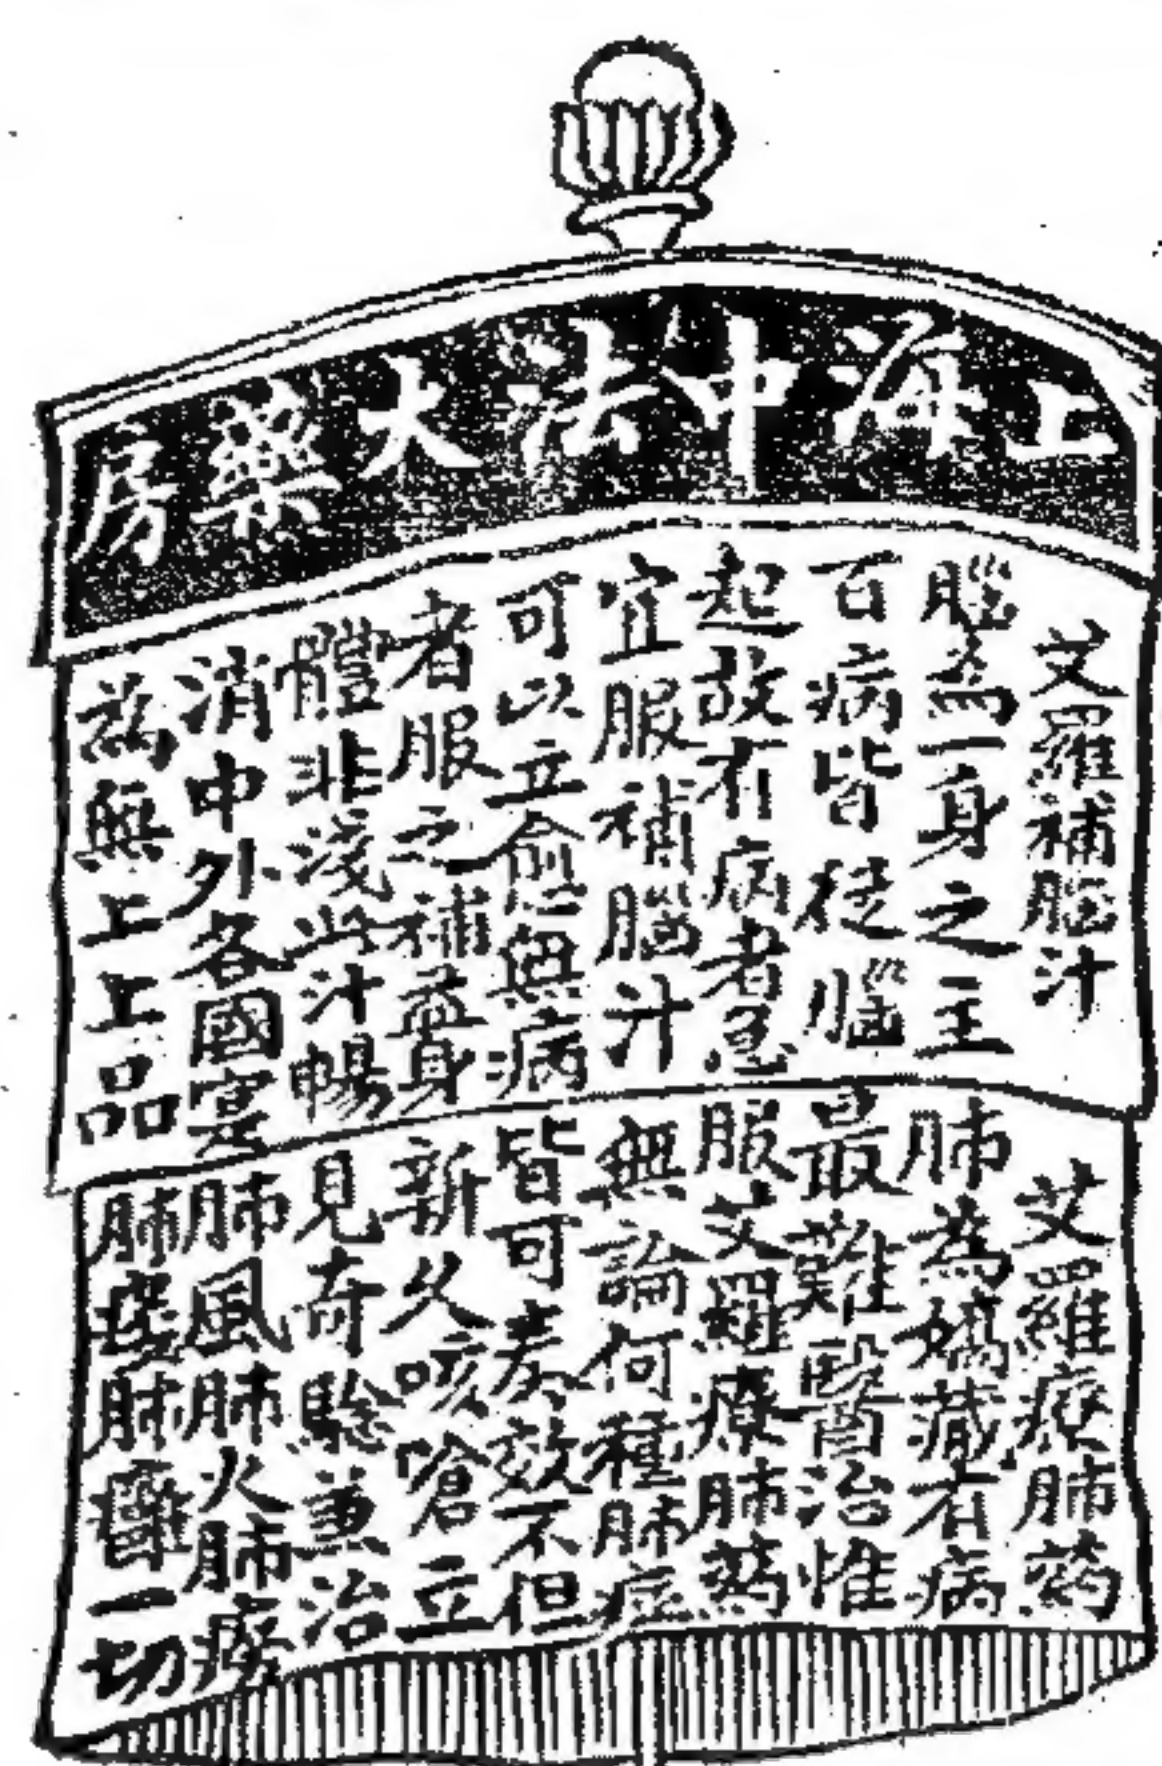 上海中法大藥房
艾羅補腦汁
腦為一身之主
百病皆從腦
起故有病者急
宜服補腦汁
可以立愈無病
者服之補益身
體非淺此汁暢
消中外各國寔
為無上上品
艾羅療肺藥
肺為嬌藏有病
最難醫治惟
服艾羅療肺藥
無論何種肺症
皆可奏效不但
新久咳嗆立
見奇驗兼治
肺風肺火肺癆
肺痿肺癰一切